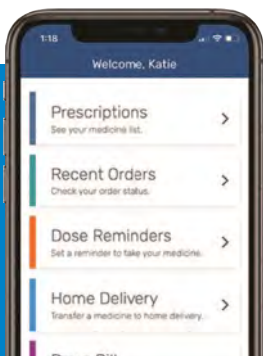 1:18
Welcome, Katie
Prescriptions
See your medicine list.
Recent Orders
Check your order status.
Dose Reminders
Set a reminder to take your medicine.
Home Delivery
Transfer a medicine to home delivery.